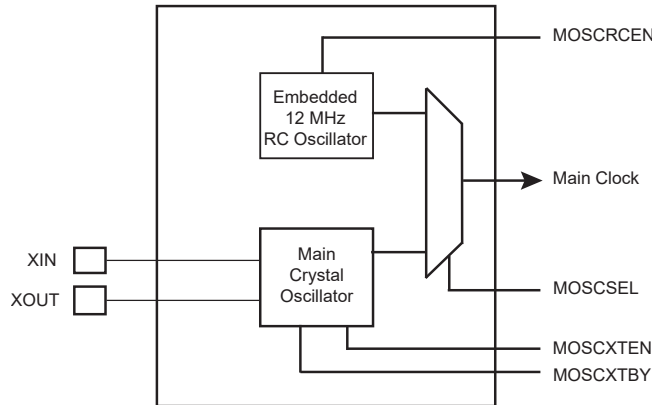 MOSCRCEN
Embedded
12 MHz
RC Oscillator
Main Clock
XIN
XOUT
Main
Crystal
Oscillator
MOSCSEL
MOSCXTEN
MOSCXTBY